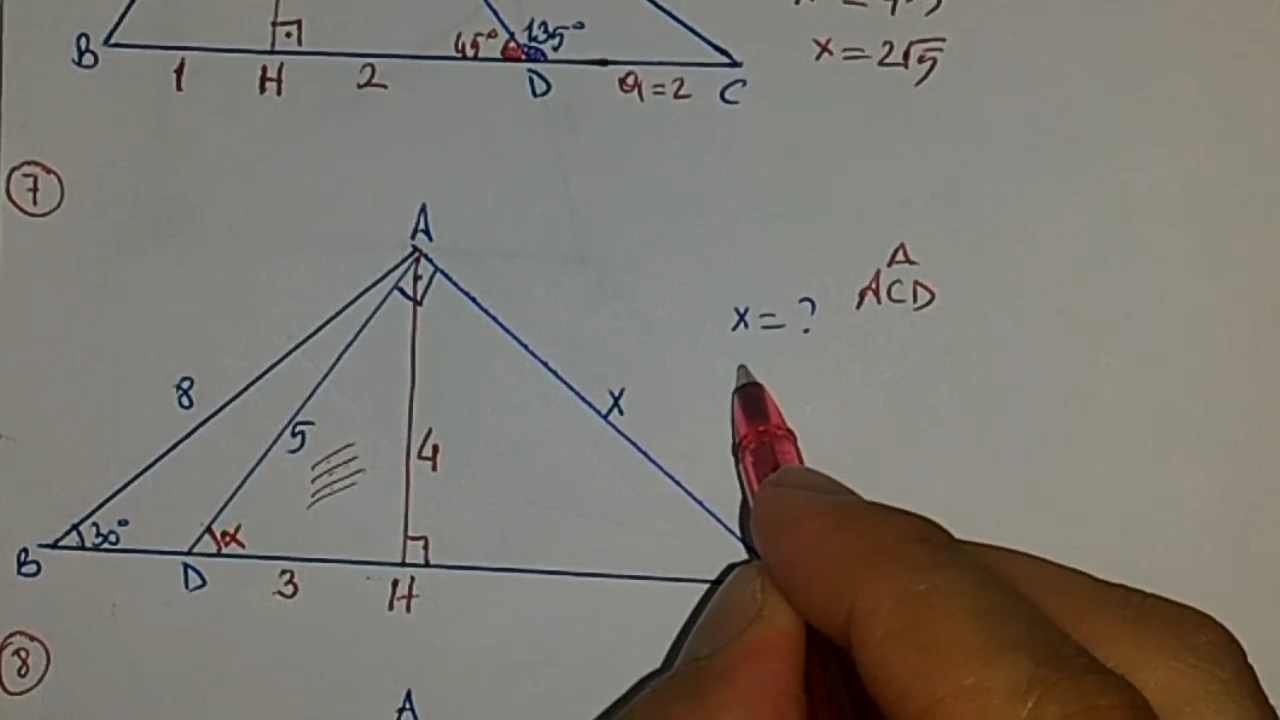 x=2√5
45° 135°
B 1 H 2 D a=2 C
7
A
A
ACD
x=?
8
x
5
4
30°
α
B D 3 H
8
A